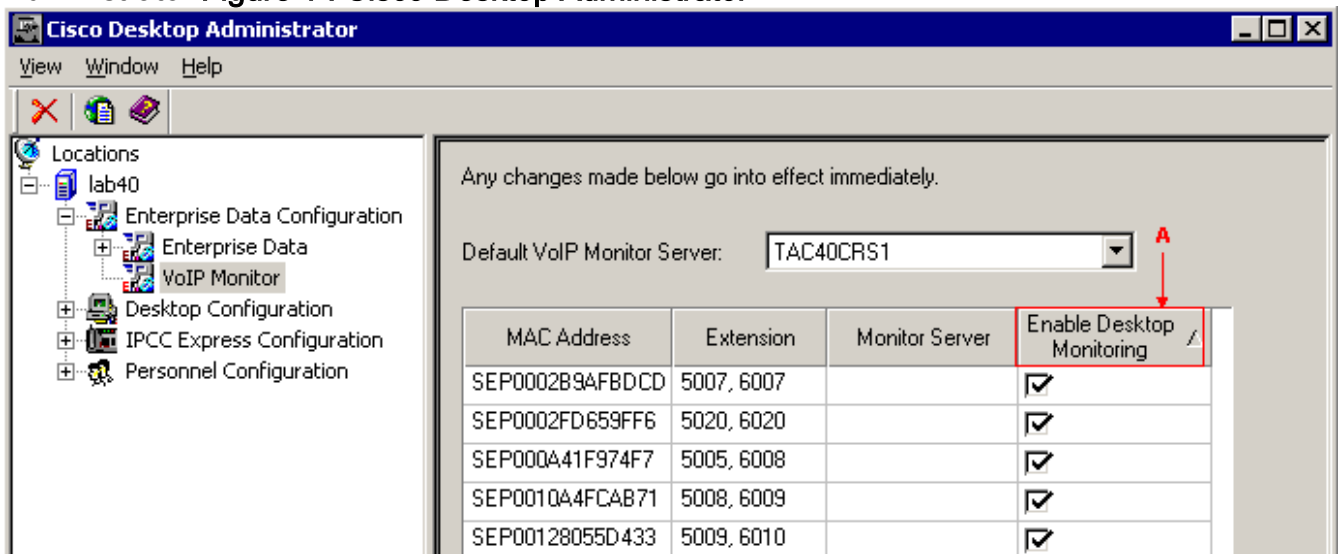 Cisco Desktop Administrator
View Window Help
Locations
lab40
Enterprise Data Configuration
Enterprise Data
VoIP Monitor
Desktop Configuration
IPCC Express Configuration
Personnel Configuration
Any changes made below go into effect immediately.
Default VoIP Monitor Server: TAC40CRS1
A
MAC Address Extension Monitor Server Enable Desktop Monitoring
SEP0002B9AFBDCD 5007, 6007
SEP0002FD659FF6 5020, 6020
SEP000A41F974F7 5005, 6008
SEP0010A4FCAB71 5008, 6009
SEP00128055D433 5009, 6010